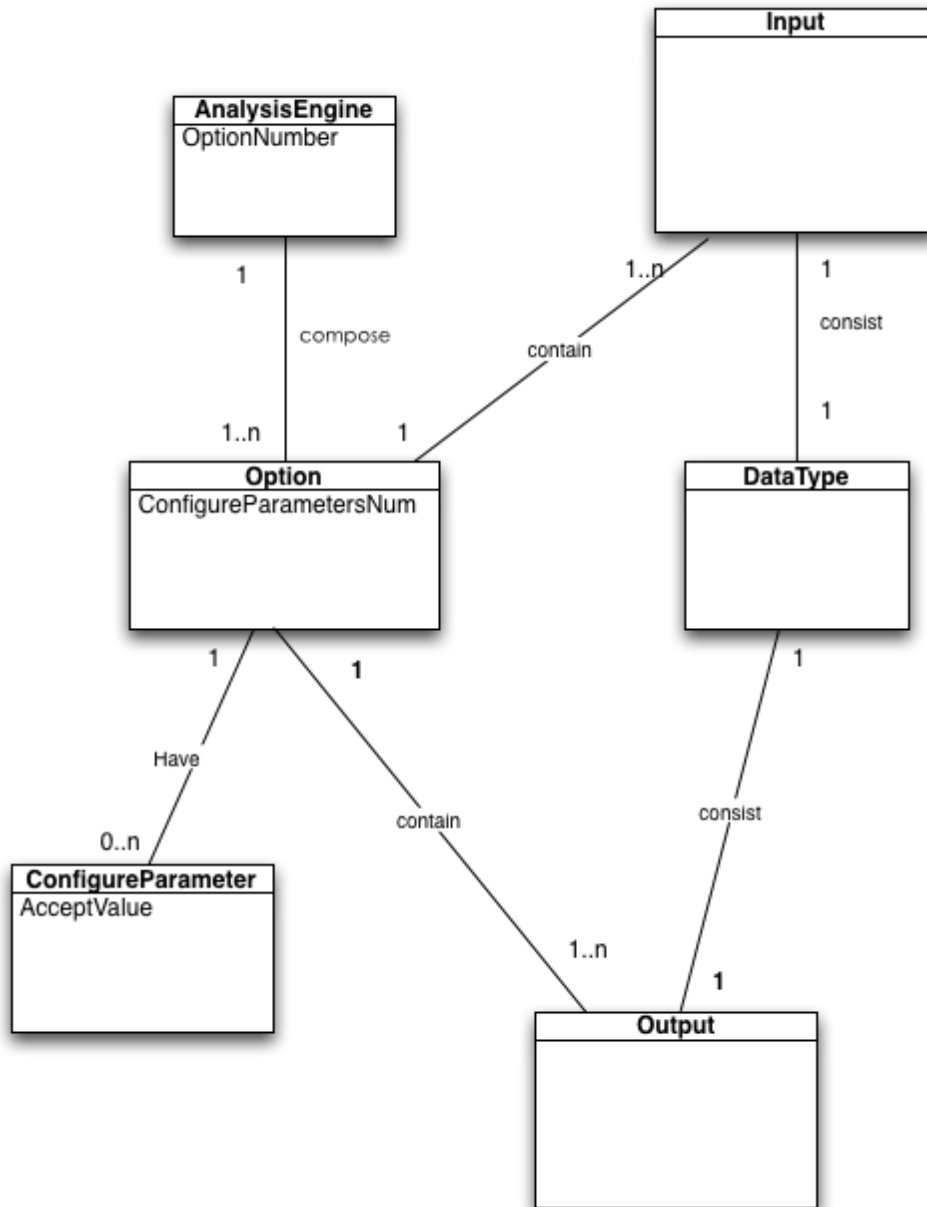 Input
AnalysisEngine
OptionNumber
1
1..n
1
compose
consist
contain
1..n
1
1
Option
ConfigureParametersNum
DataType
1
1
1
Have
contain
consist
0..n
ConfigureParameter
AcceptValue
1..n
1
Output